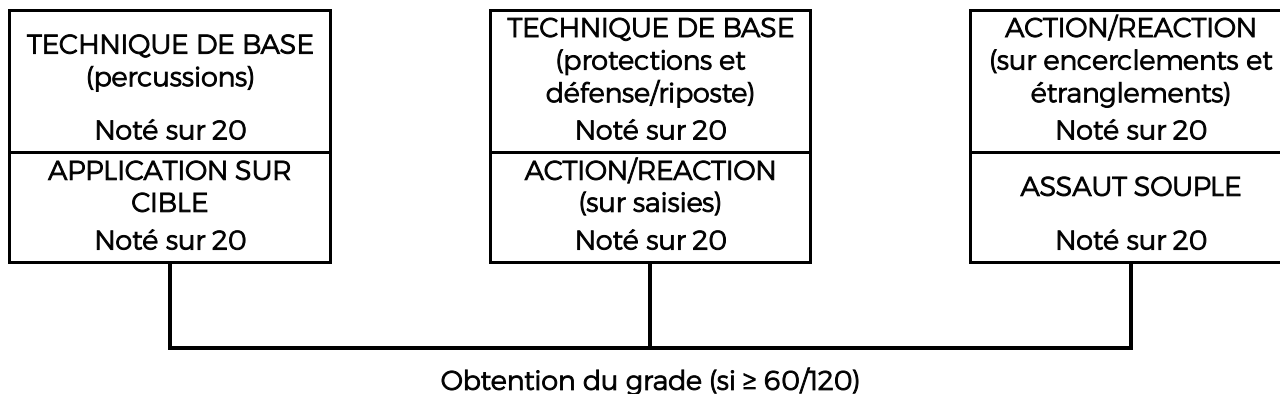 TECHNIQUE DE BASE
(percussions)
Noté sur 20
APPLICATION SUR
CIBLE
Noté sur 20
TECHNIQUE DE BASE
(protections et
défense/riposte)
Noté sur 20
ACTION/REACTION
(sur saisies)
Noté sur 20
ACTION/REACTION
(sur encerclements et
étranglements)
Noté sur 20
ASSAUT SOUPLE
Noté sur 20
Obtention du grade (si ≥ 60/120)